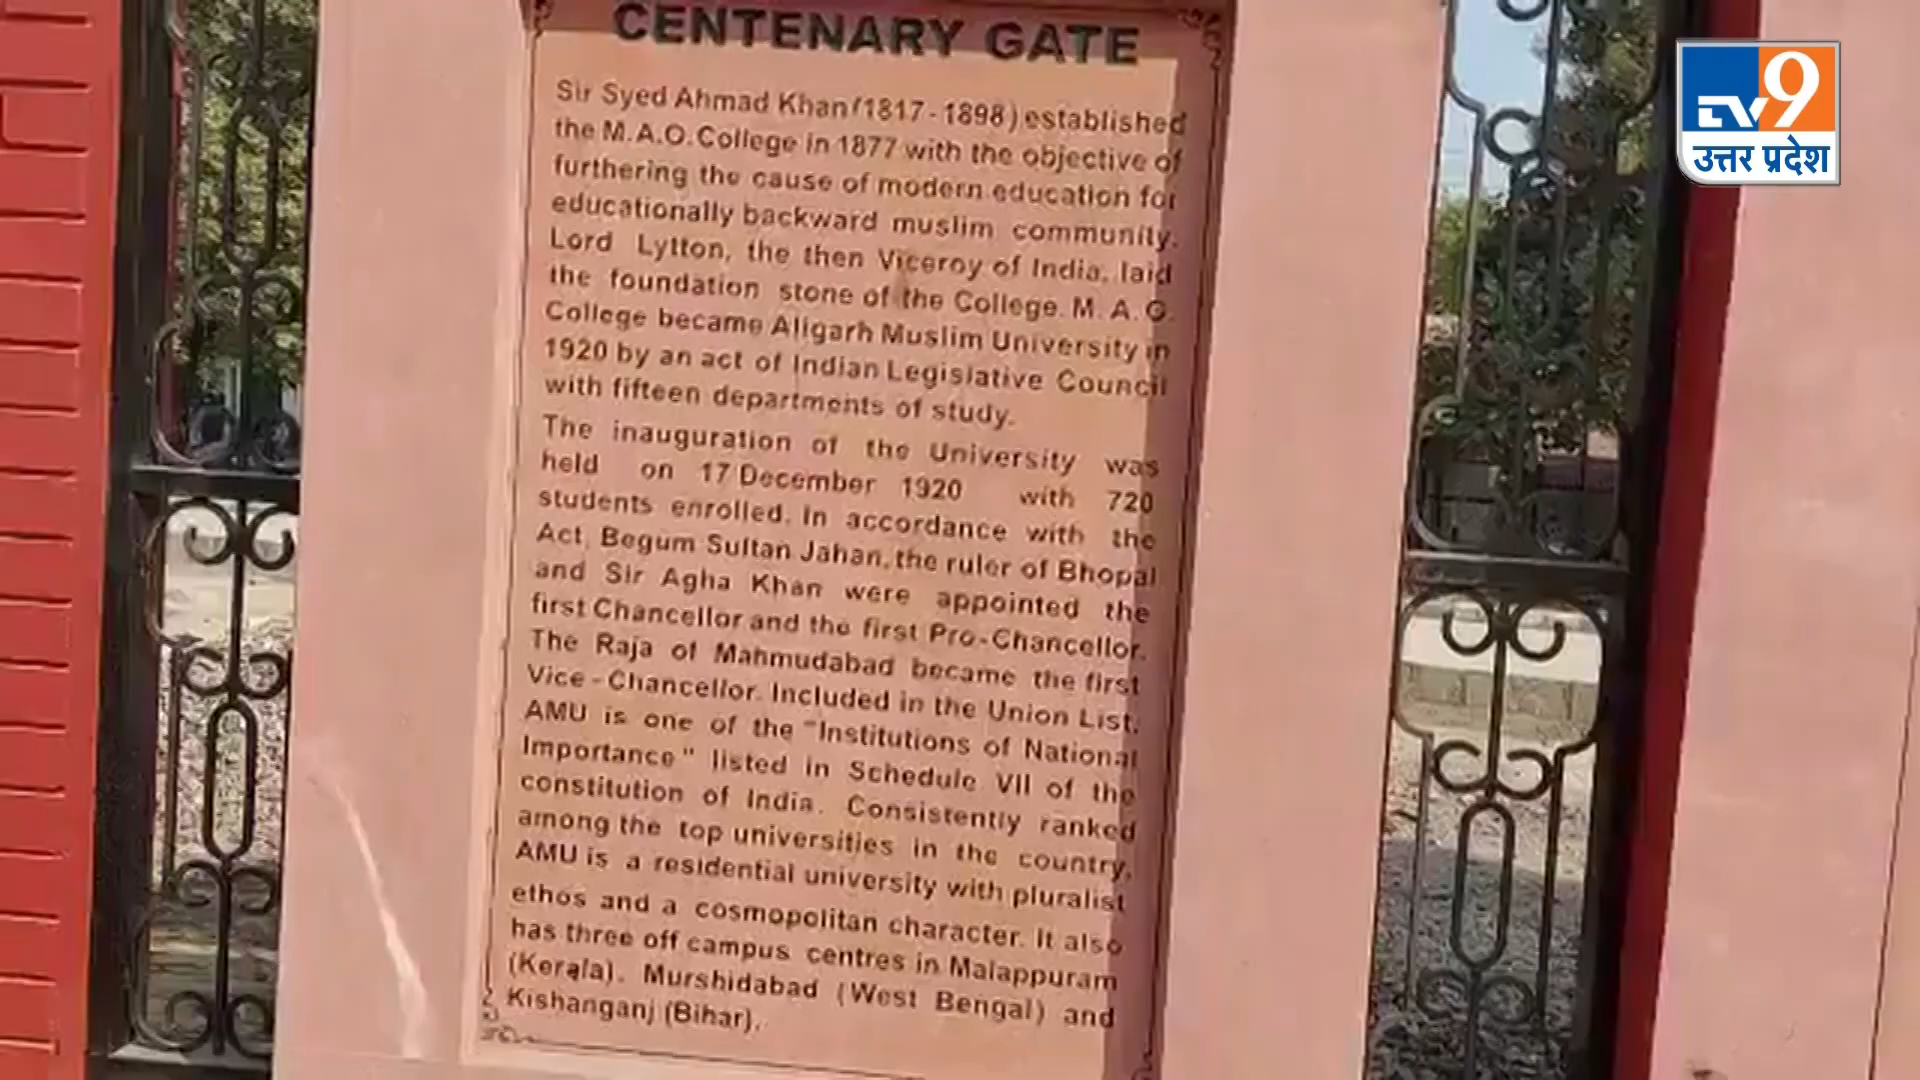 CENTENARY GATE
Sir Syed Ahmad Khan (1817-1898) established
the M.A.O. College in 1877 with the objective of
furthering the cause of modern education for
educationally backward muslim community.
Lord Lytton, the then Viceroy of India, laid
the foundation stone of the College. M. A. O.
College became Aligarh Muslim University in
1920 by an act of Indian Legislative Council
with fifteen departments of study.
The inauguration of the University was
held on 17 December 1920 with 720
students enrolled. In accordance with the
Act, Begum Sultan Jahan, the ruler of Bhopal
and Sir Agha Khan were appointed the
first Chancellor and the first Pro-Chancellor.
The Raja of Mahmudabad became the first
Vice-Chancellor. Included in the Union List,
AMU is one of the "Institutions of National
Importance" listed in Schedule VII of the
constitution of India. Consistently ranked
among the top universities in the country,
AMU is a residential university with pluralist
ethos and a cosmopolitan character. It also
has three off campus centres in Malappuram
(Kerala), Murshidabad (West Bengal) and
Kishanganj (Bihar).
TV9
उत्तर प्रदेश